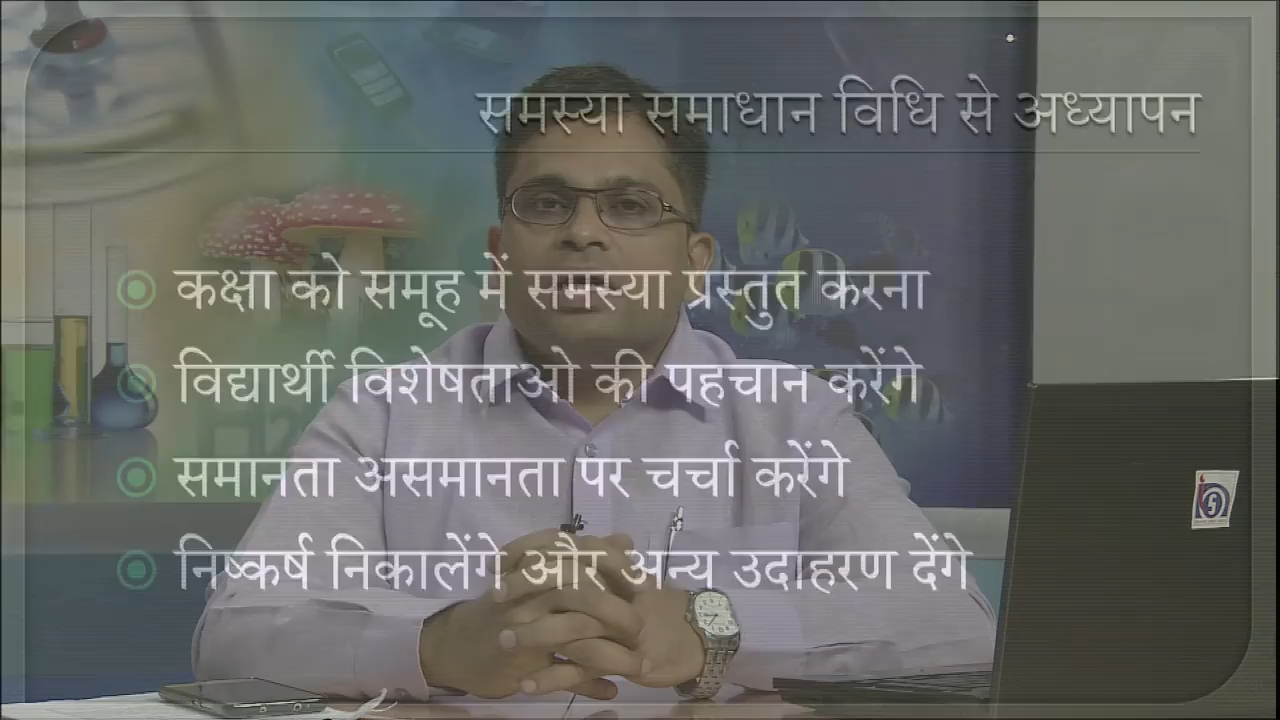 समस्या समाधान विधि से अध्यापन
कक्षा को समूह में समस्या प्रस्तुत करना
विद्यार्थी विशेषताओ की पहचान करेंगे
समानता असमानता पर चर्चा करेंगे
निष्कर्ष निकालेंगे और अन्य उदाहरण देंगे